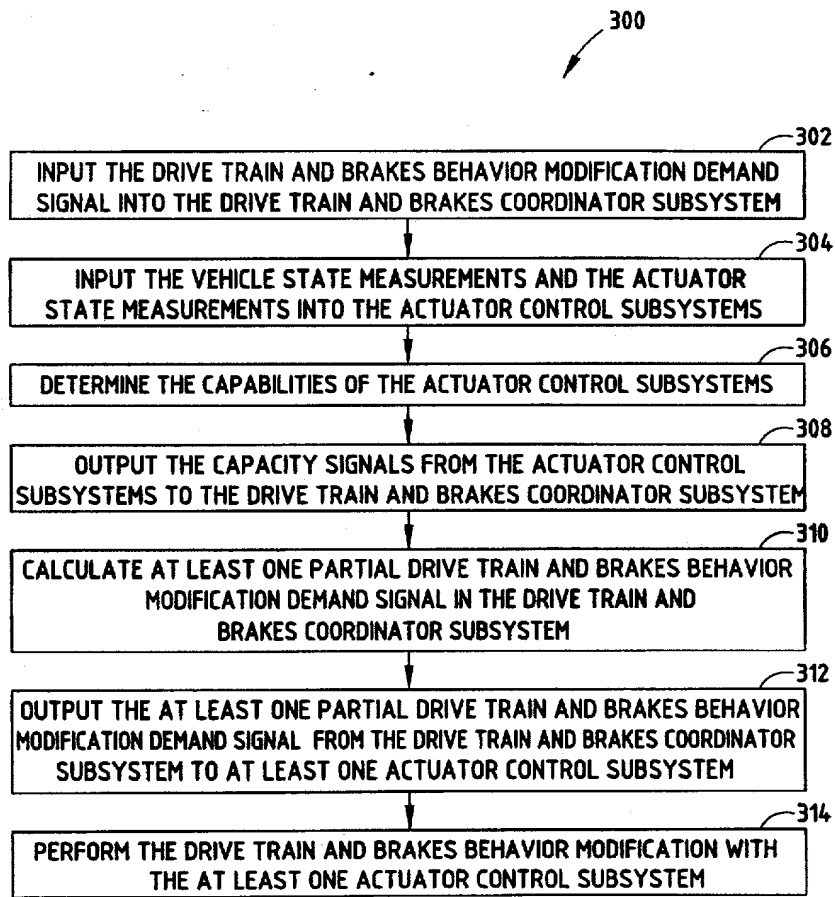 300
302
INPUT THE DRIVE TRAIN AND BRAKES BEHAVIOR MODIFICATION DEMAND
SIGNAL INTO THE DRIVE TRAIN AND BRAKES COORDINATOR SUBSYSTEM
304
INPUT THE VEHICLE STATE MEASUREMENTS AND THE ACTUATOR
STATE MEASUREMENTS INTO THE ACTUATOR CONTROL SUBSYSTEMS
306
DETERMINE THE CAPABILITIES OF THE ACTUATOR CONTROL SUBSYSTEMS
308
OUTPUT THE CAPACITY SIGNALS FROM THE ACTUATOR CONTROL
SUBSYSTEMS TO THE DRIVE TRAIN AND BRAKES COORDINATOR SUBSYSTEM
310
CALCULATE AT LEAST ONE PARTIAL DRIVE TRAIN AND BRAKES BEHAVIOR
MODIFICATION DEMAND SIGNAL IN THE DRIVE TRAIN AND
BRAKES COORDINATOR SUBSYSTEM
312
OUTPUT THE AT LEAST ONE PARTIAL DRIVE TRAIN AND BRAKES BEHAVIOR
MODIFICATION DEMAND SIGNAL FROM THE DRIVE TRAIN AND BRAKES COORDINATOR
SUBSYSTEM TO AT LEAST ONE ACTUATOR CONTROL SUBSYSTEM
314
PERFORM THE DRIVE TRAIN AND BRAKES BEHAVIOR MODIFICATION WITH
THE AT LEAST ONE ACTUATOR CONTROL SUBSYSTEM